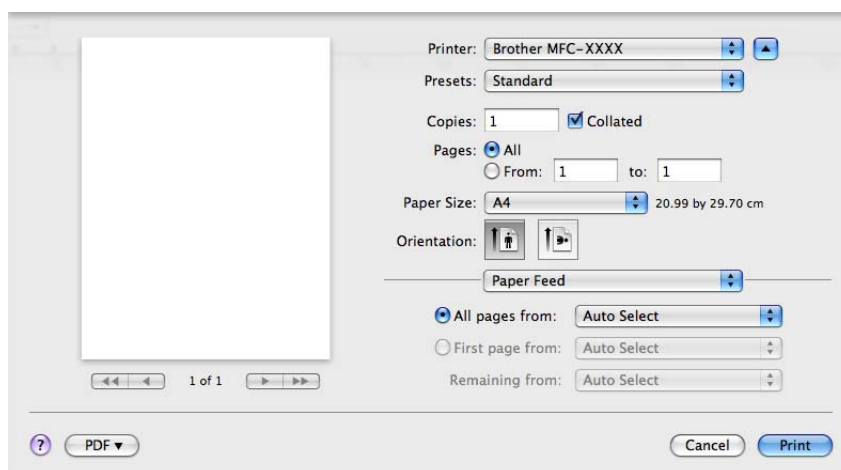 Printer: Brother MFC-XXXX
Presets: Standard
Copies: 1 Collated
Pages: All
From: 1 to: 1
Paper Size: A4 20.99 by 29.70 cm
Orientation:
Paper Feed
All pages from: Auto Select
First page from: Auto Select
Remaining from: Auto Select
1 of 1
? PDF ▼ Cancel Print